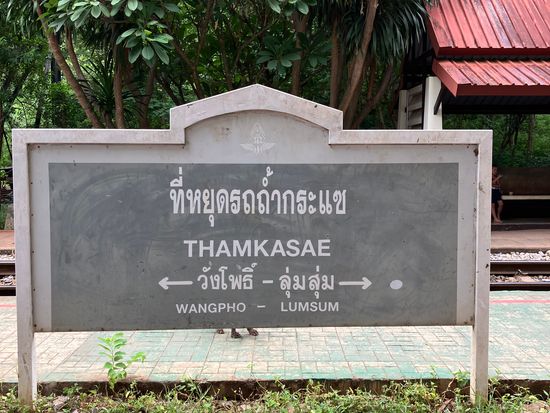 ที่หยุดรถถ้ำกระแซ
THAMKASAE
← วังโพธิ์ - ลุ่มสุ่ม →
WANGPHO – LUMSUM